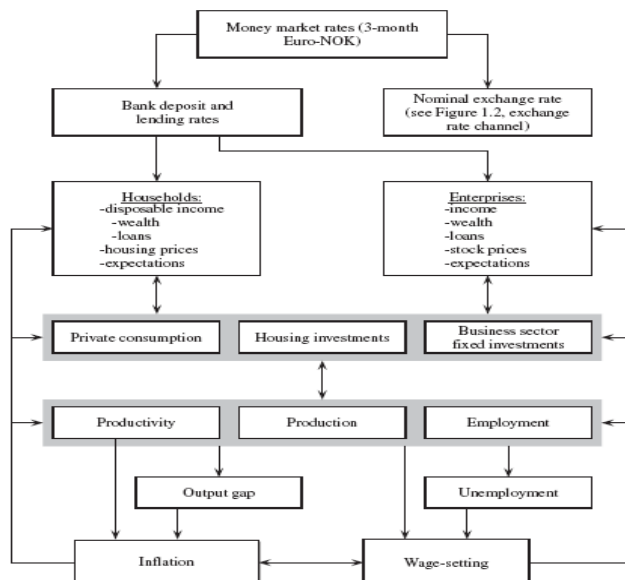 Money market rates (3-month
Euro-NOK)
Bank deposit and
lending rates
Nominal exchange rate
(see Figure 1.2, exchange
rate channel)
Households:
-disposable income
-wealth
-loans
-housing prices
-expectations
Enterprises:
-income
-wealth
-loans
-stock prices
-expectations
Private consumption
Housing investments
Business sector
fixed investments
Productivity
Production
Employment
Output gap
Unemployment
Inflation
Wage-setting